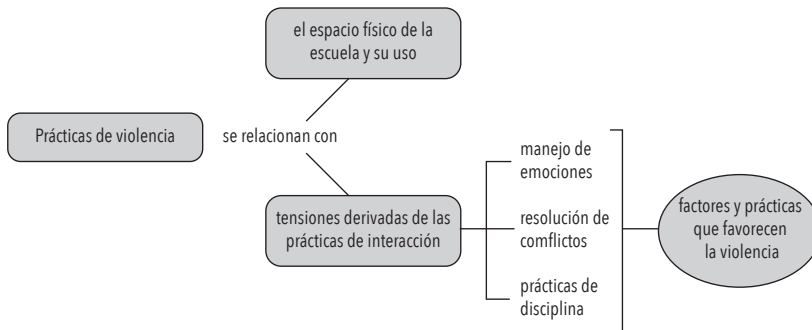 el espacio físico de la
escuela y su uso
Prácticas de violencia
se relacionan con
tensiones derivadas de las
prácticas de interacción
manejo de
emociones
resolución de
comflictos
prácticas de
disciplina
factores y prácticas
que favorecen
la violencia